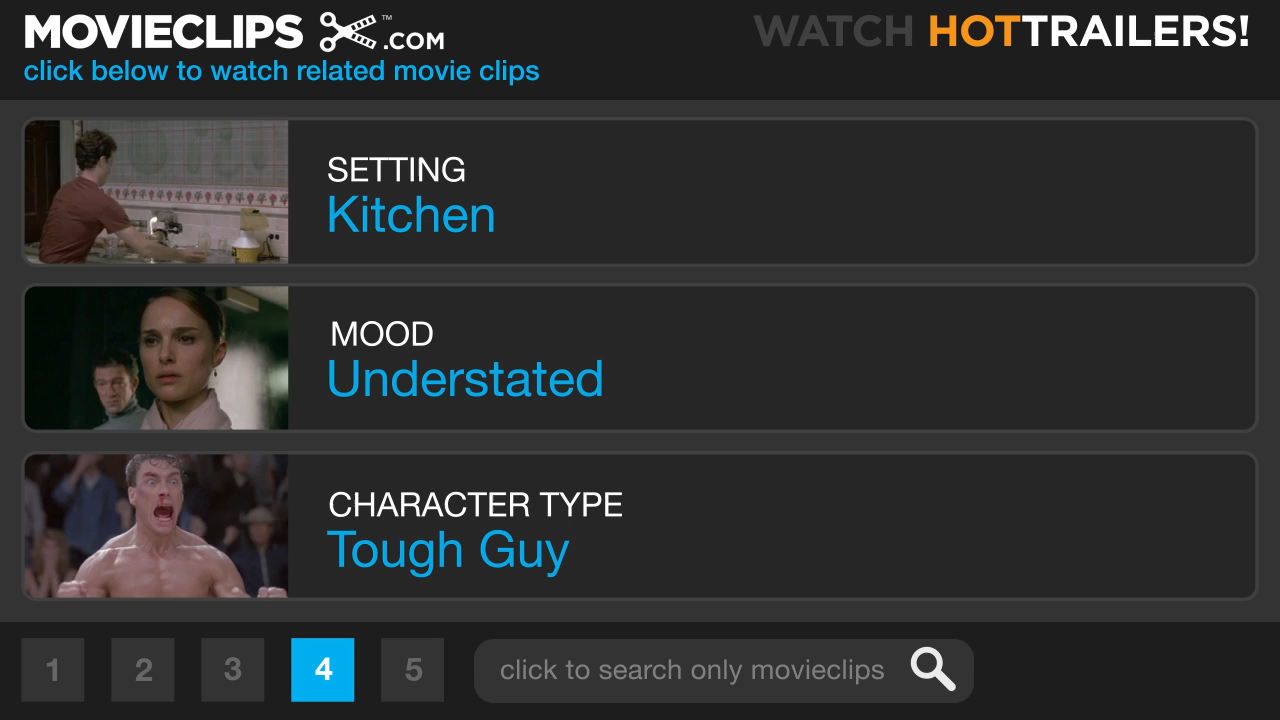 MOVIECLIPS ™ .COM
WATCH HOTTRAILERS!
click below to watch related movie clips
SETTING
Kitchen
MOOD
Understated
CHARACTER TYPE
Tough Guy
1 2 3 4 5
click to search only movieclips